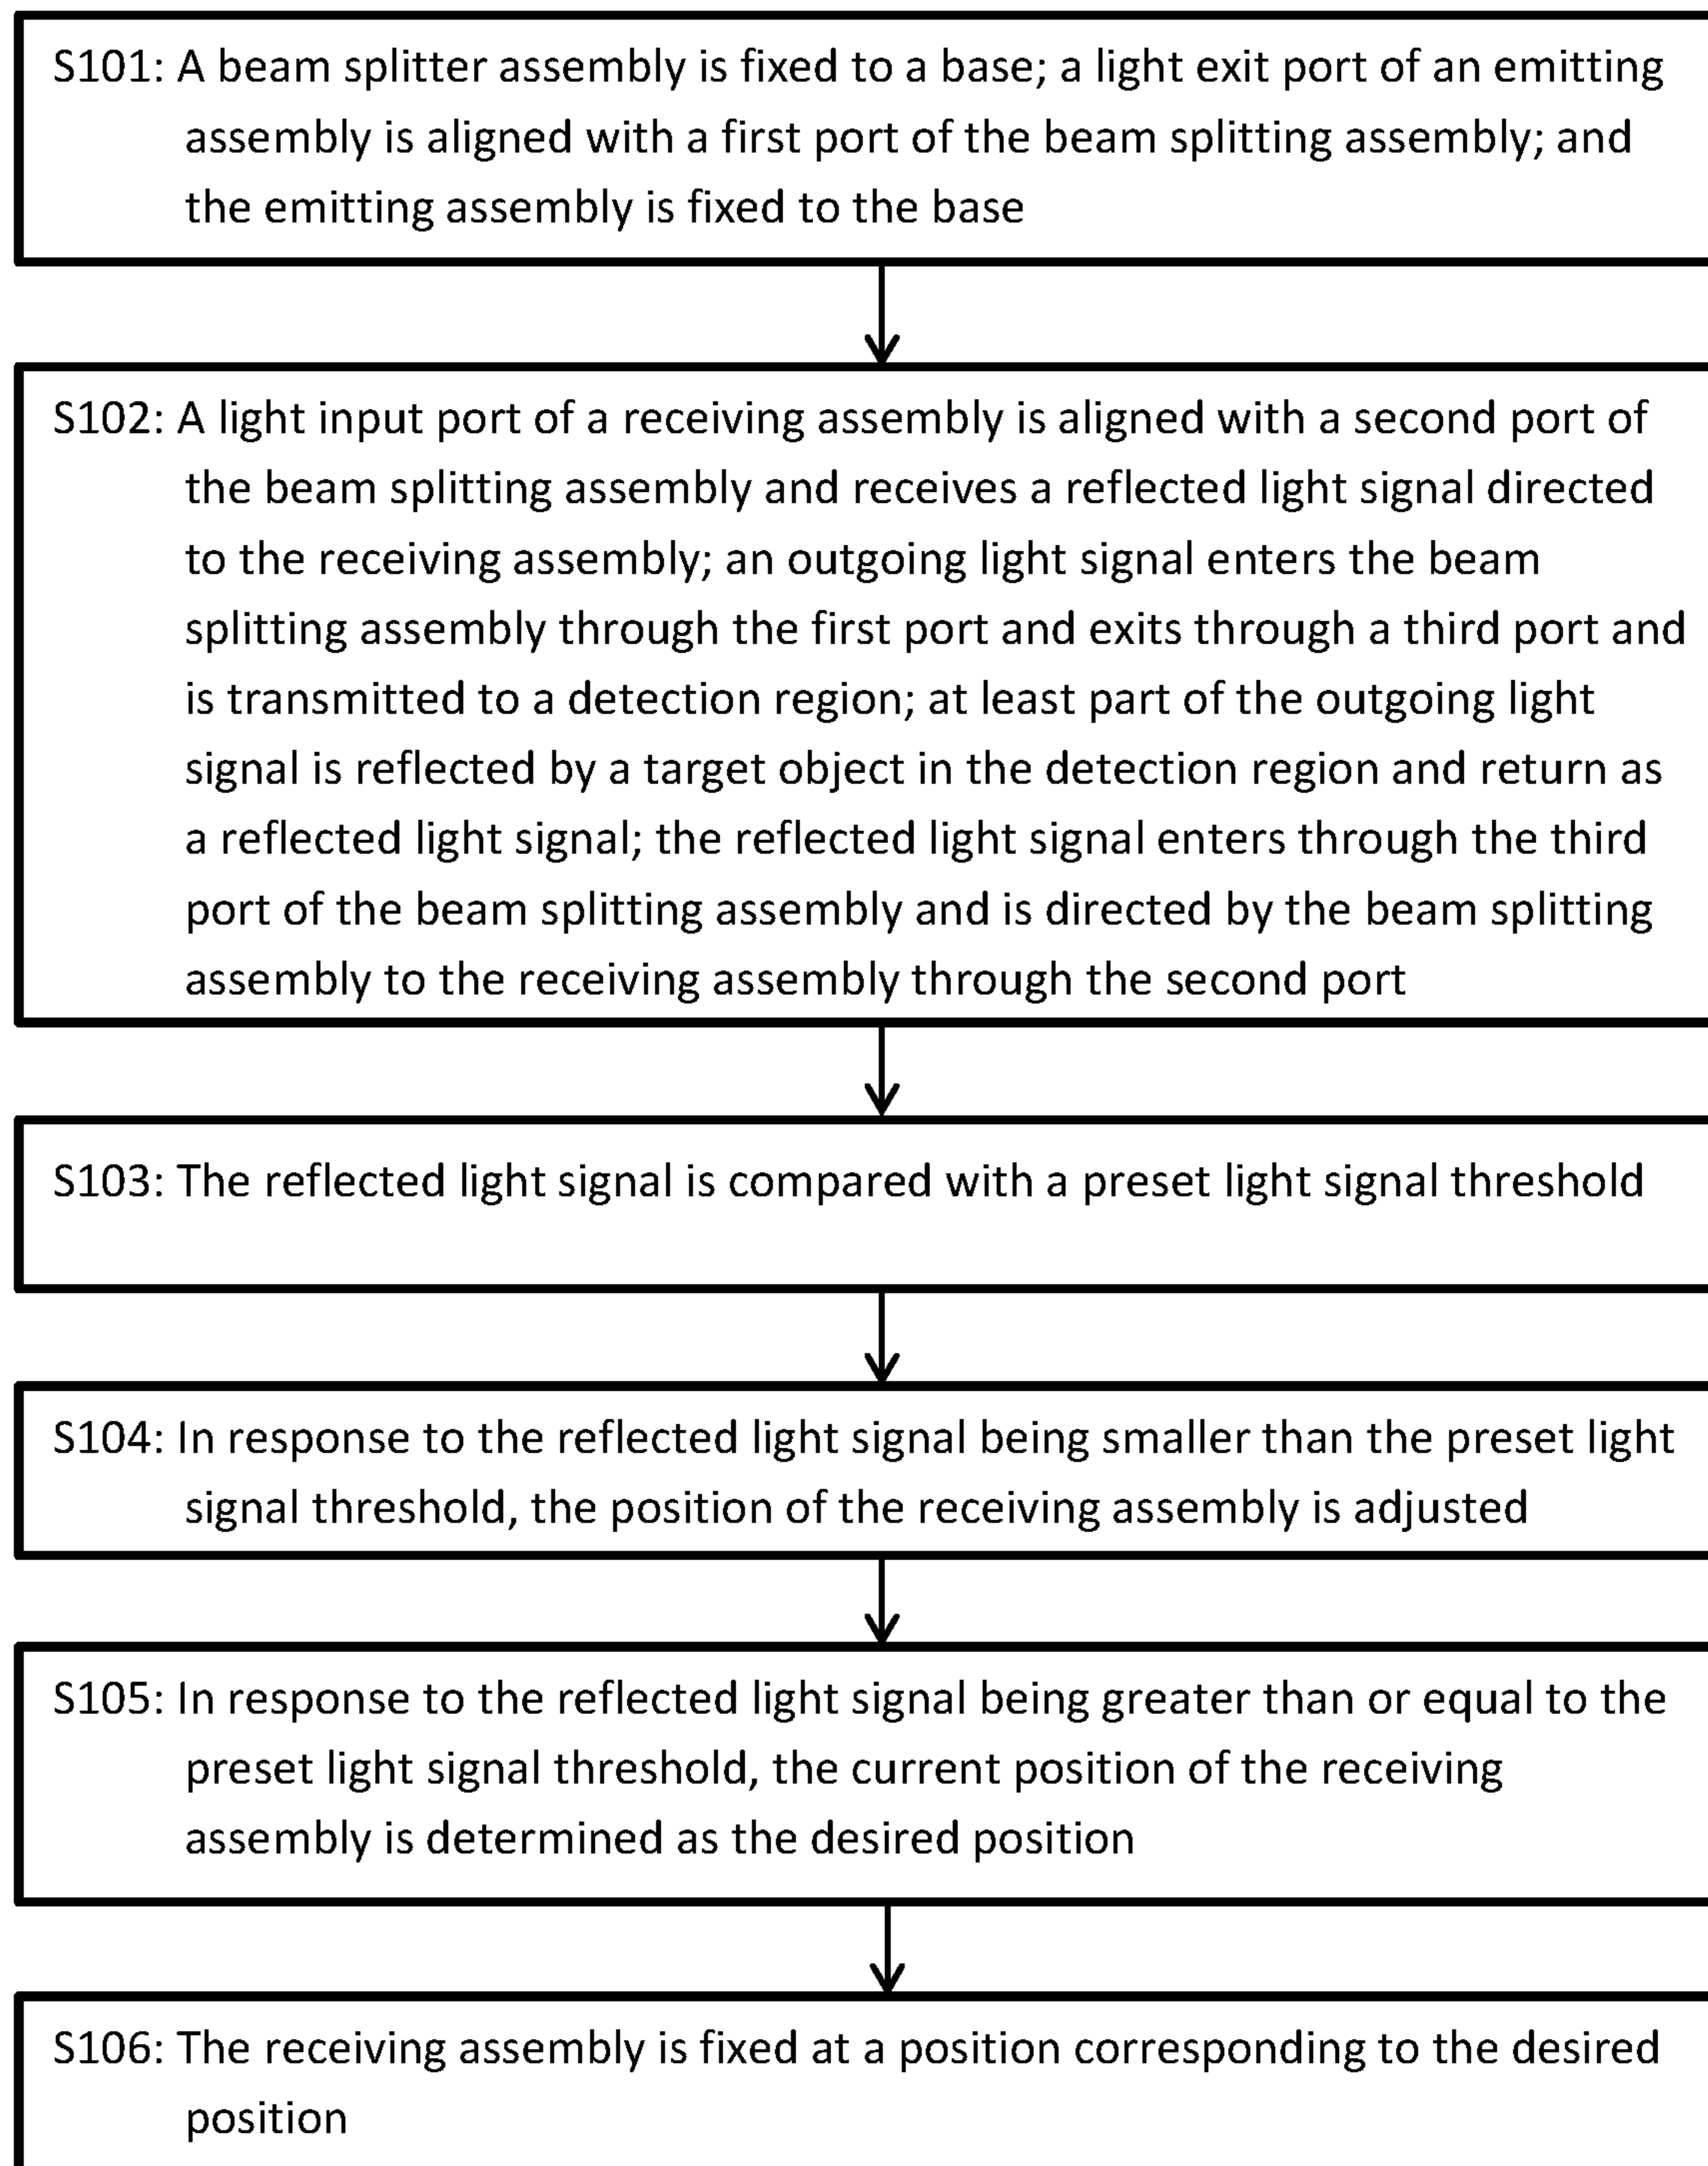 S101: A beam splitter assembly is fixed to a base; a light exit port of an emitting
assembly is aligned with a first port of the beam splitting assembly; and
the emitting assembly is fixed to the base
S102: A light input port of a receiving assembly is aligned with a second port of
the beam splitting assembly and receives a reflected light signal directed
to the receiving assembly; an outgoing light signal enters the beam
splitting assembly through the first port and exits through a third port and
is transmitted to a detection region; at least part of the outgoing light
signal is reflected by a target object in the detection region and return as
a reflected light signal; the reflected light signal enters through the third
port of the beam splitting assembly and is directed by the beam splitting
assembly to the receiving assembly through the second port
S103: The reflected light signal is compared with a preset light signal threshold
S104: In response to the reflected light signal being smaller than the preset light
signal threshold, the position of the receiving assembly is adjusted
S105: In response to the reflected light signal being greater than or equal to the
preset light signal threshold, the current position of the receiving
assembly is determined as the desired position
S106: The receiving assembly is fixed at a position corresponding to the desired
position